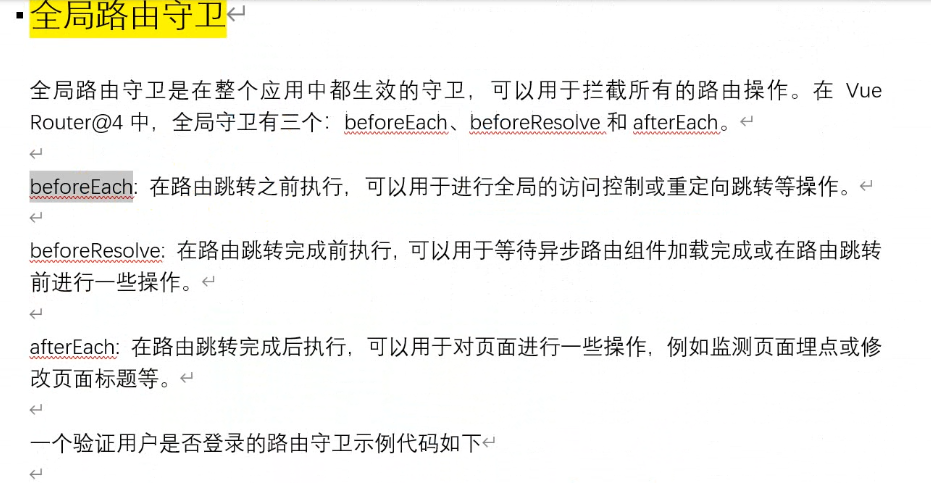 全局路由守卫
全局路由守卫是在整个应用中都生效的守卫，可以用于拦截所有的路由操作。在 Vue
Router@4 中，全局守卫有三个：beforeEach、beforeResolve 和 afterEach。
beforeEach: 在路由跳转之前执行，可以用于进行全局的访问控制或重定向跳转等操作。
beforeResolve: 在路由跳转完成前执行, 可以用于等待异步路由组件加载完成或在路由跳转
前进行一些操作。
afterEach: 在路由跳转完成后执行，可以用于对页面进行一些操作，例如监测页面埋点或修
改页面标题等。
一个验证用户是否登录的路由守卫示例代码如下